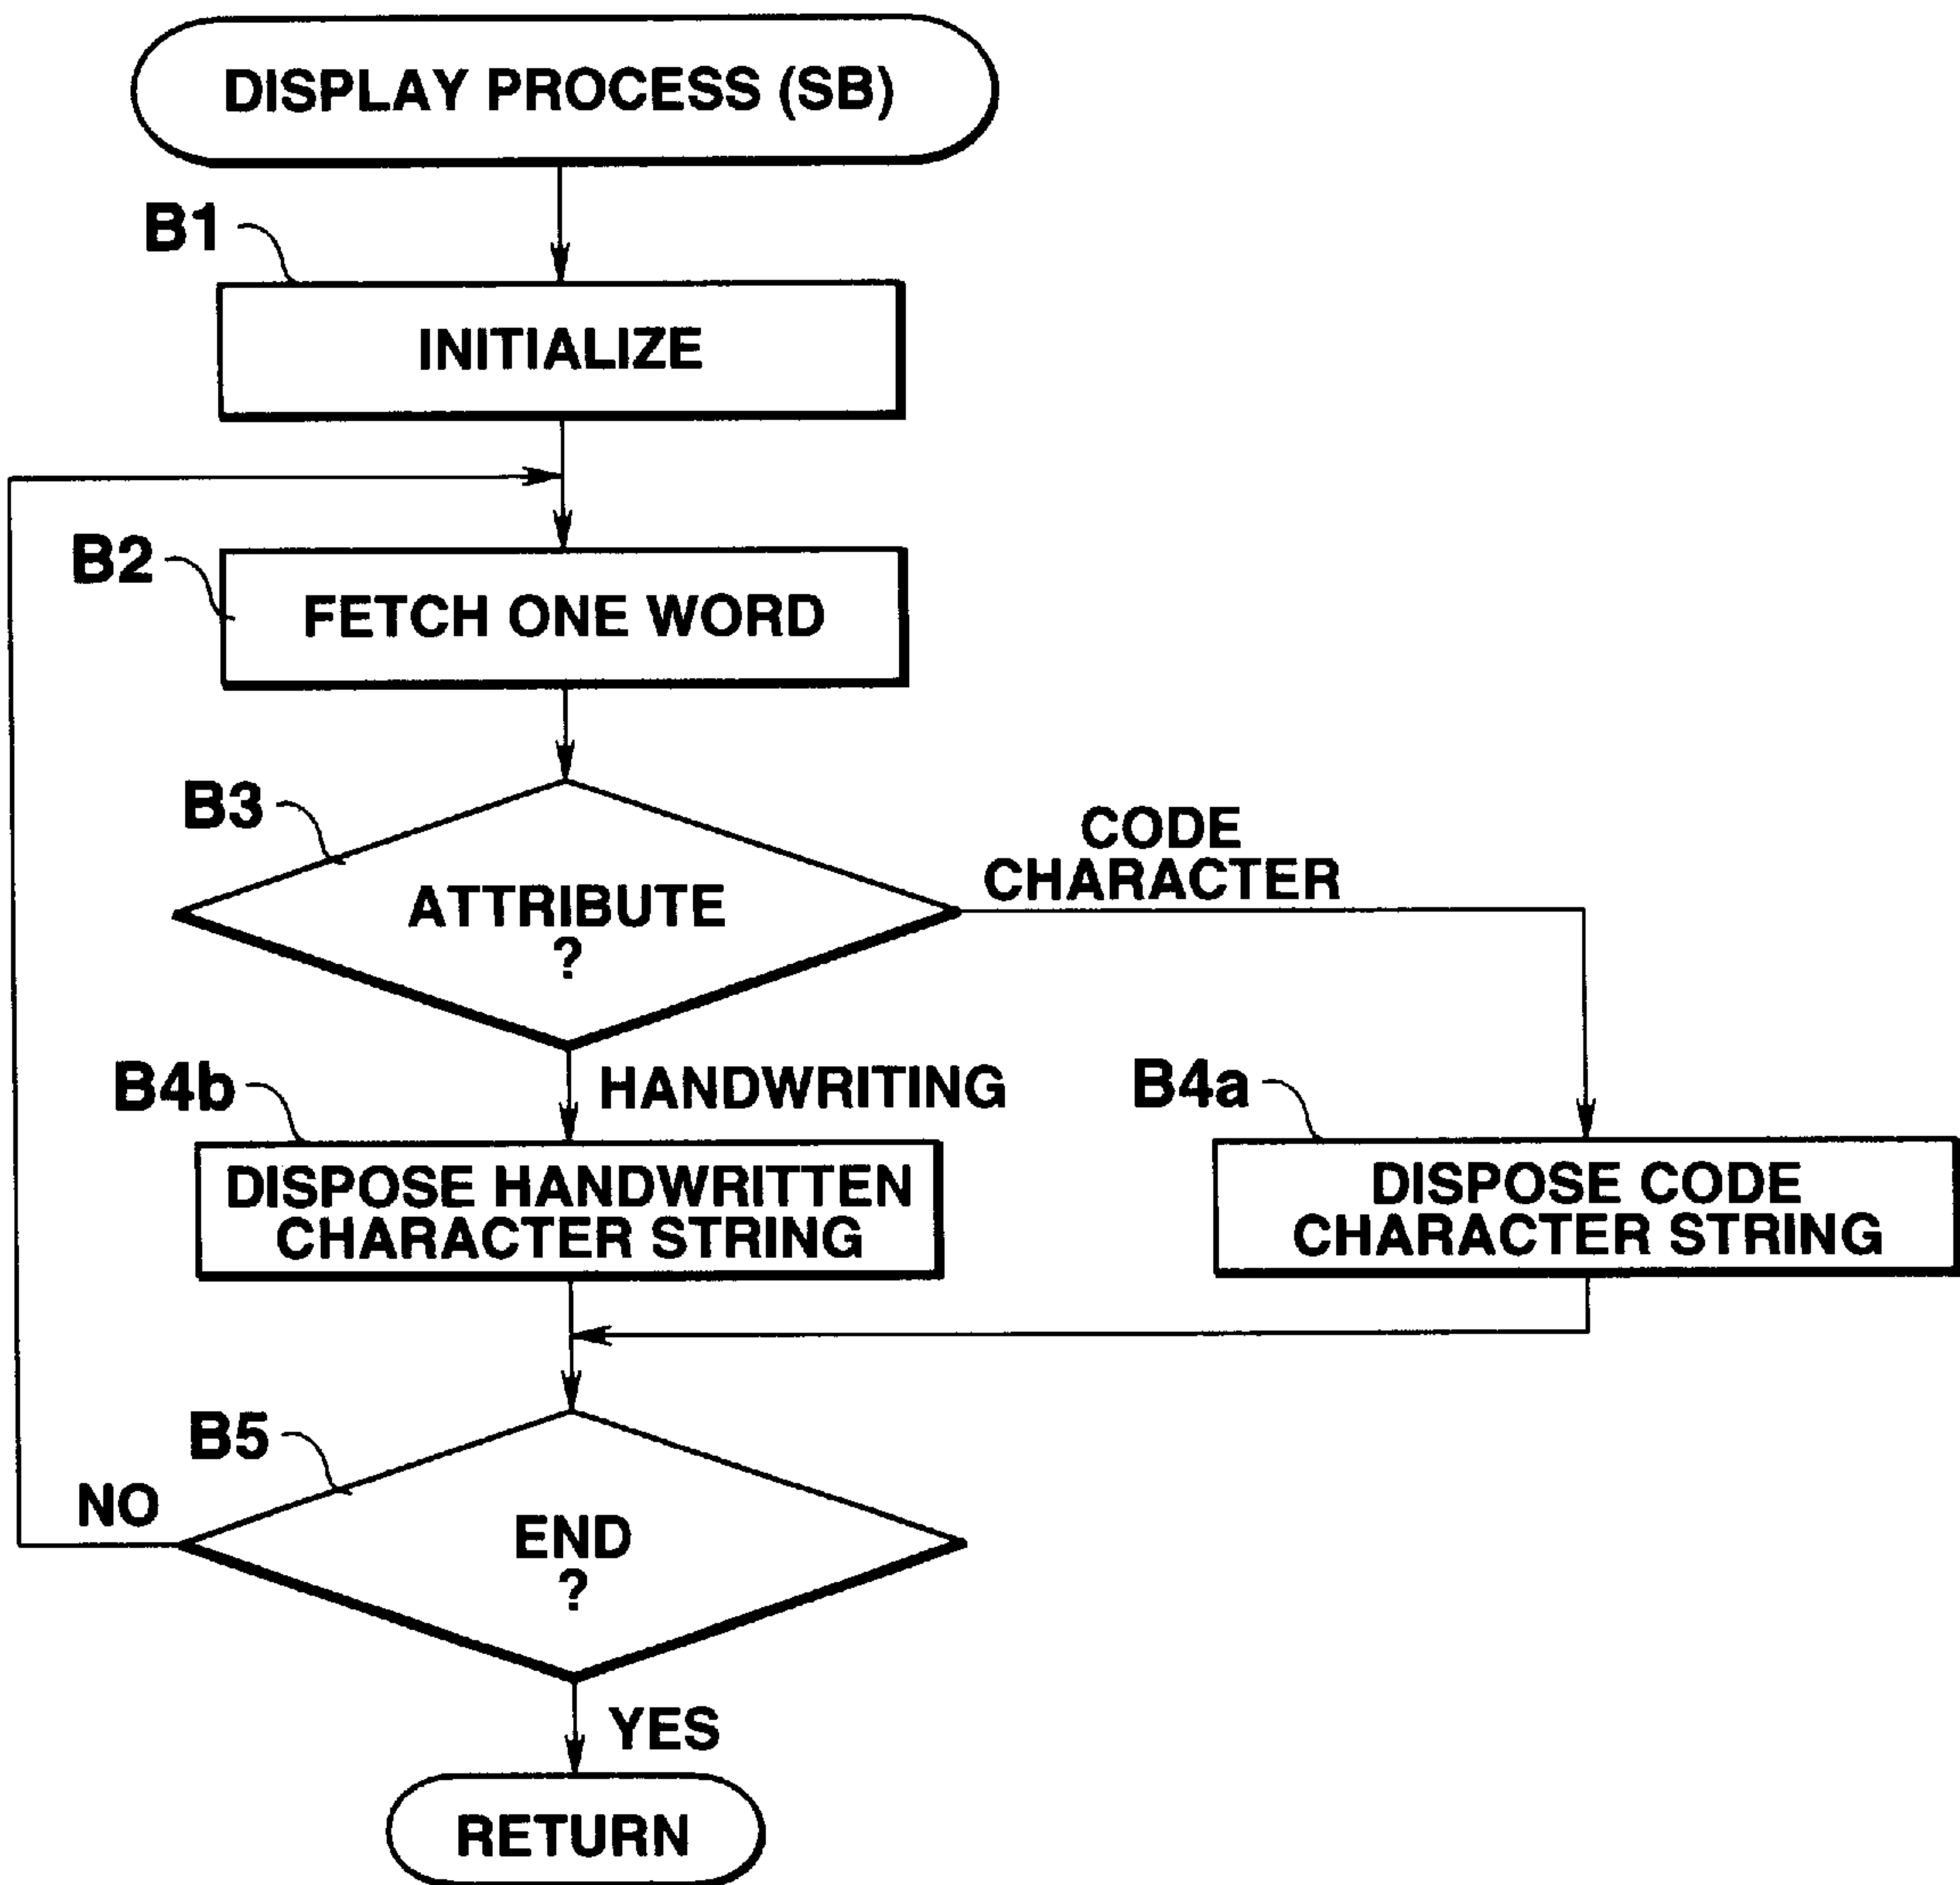 DISPLAY PROCESS (SB)
B1
INITIALIZE
B2
FETCH ONE WORD
B3
CODE
CHARACTER
ATTRIBUTE
?
B4b
HANDWRITING
B4a
DISPOSE HANDWRITTEN
CHARACTER STRING
DISPOSE CODE
CHARACTER STRING
B5
NO
END
?
YES
RETURN